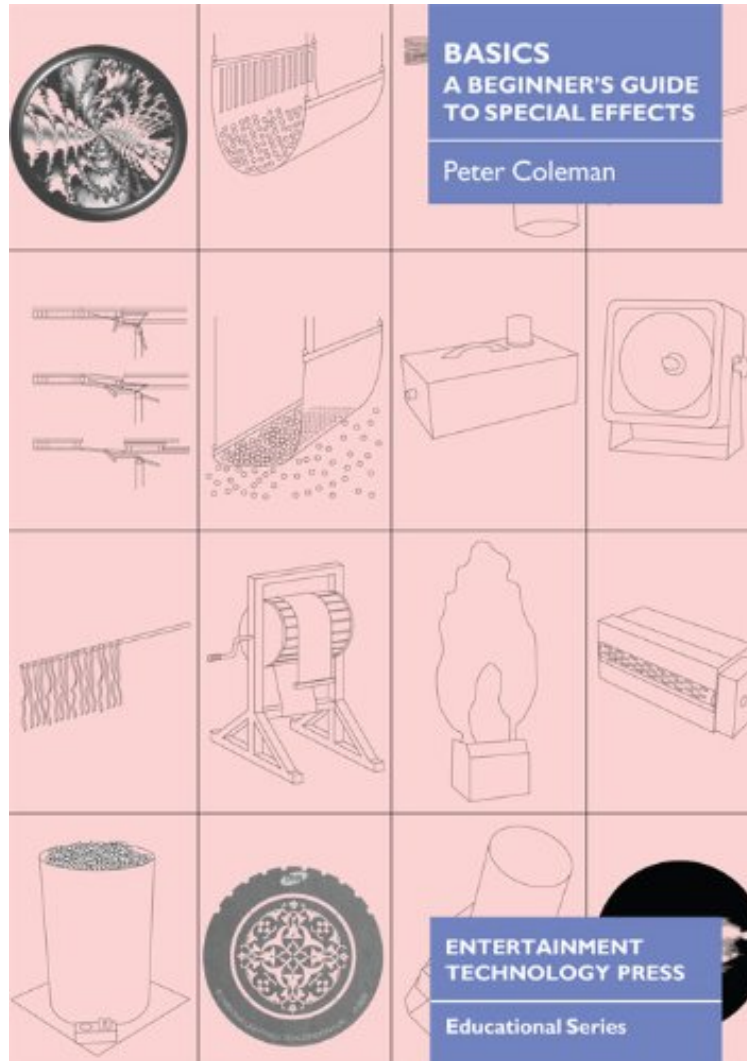 BASICS
A BEGINNER'S GUIDE
TO SPECIAL EFFECTS
Peter Coleman
ENTERTAINMENT
TECHNOLOGY PRESS
Educational Series